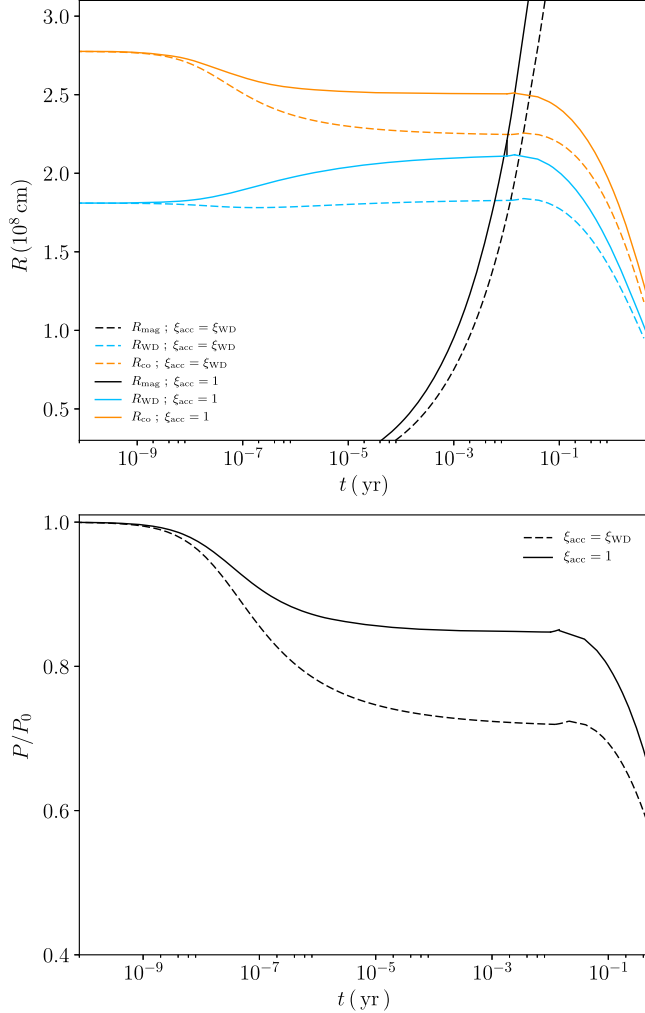 3.0
2.5
2.0
1.5
1.0
0.5
R (10⁸ cm)
R_mag ; ξ_acc = ξ_WD
R_WD ; ξ_acc = ξ_WD
R_co ; ξ_acc = ξ_WD
R_mag ; ξ_acc = 1
R_WD ; ξ_acc = 1
R_co ; ξ_acc = 1
10⁻⁹ 10⁻⁷ 10⁻⁵ 10⁻³ 10⁻¹
t ( yr)
1.0
0.8
0.6
0.4
P/P₀
ξ_acc = ξ_WD
ξ_acc = 1
10⁻⁹ 10⁻⁷ 10⁻⁵ 10⁻³ 10⁻¹
t ( yr)